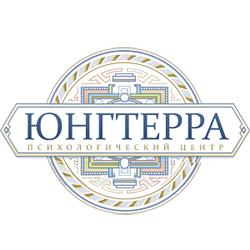 ЮНГТЕРРА
ПСИХОЛОГИЧЕСКИЙ ЦЕНТР